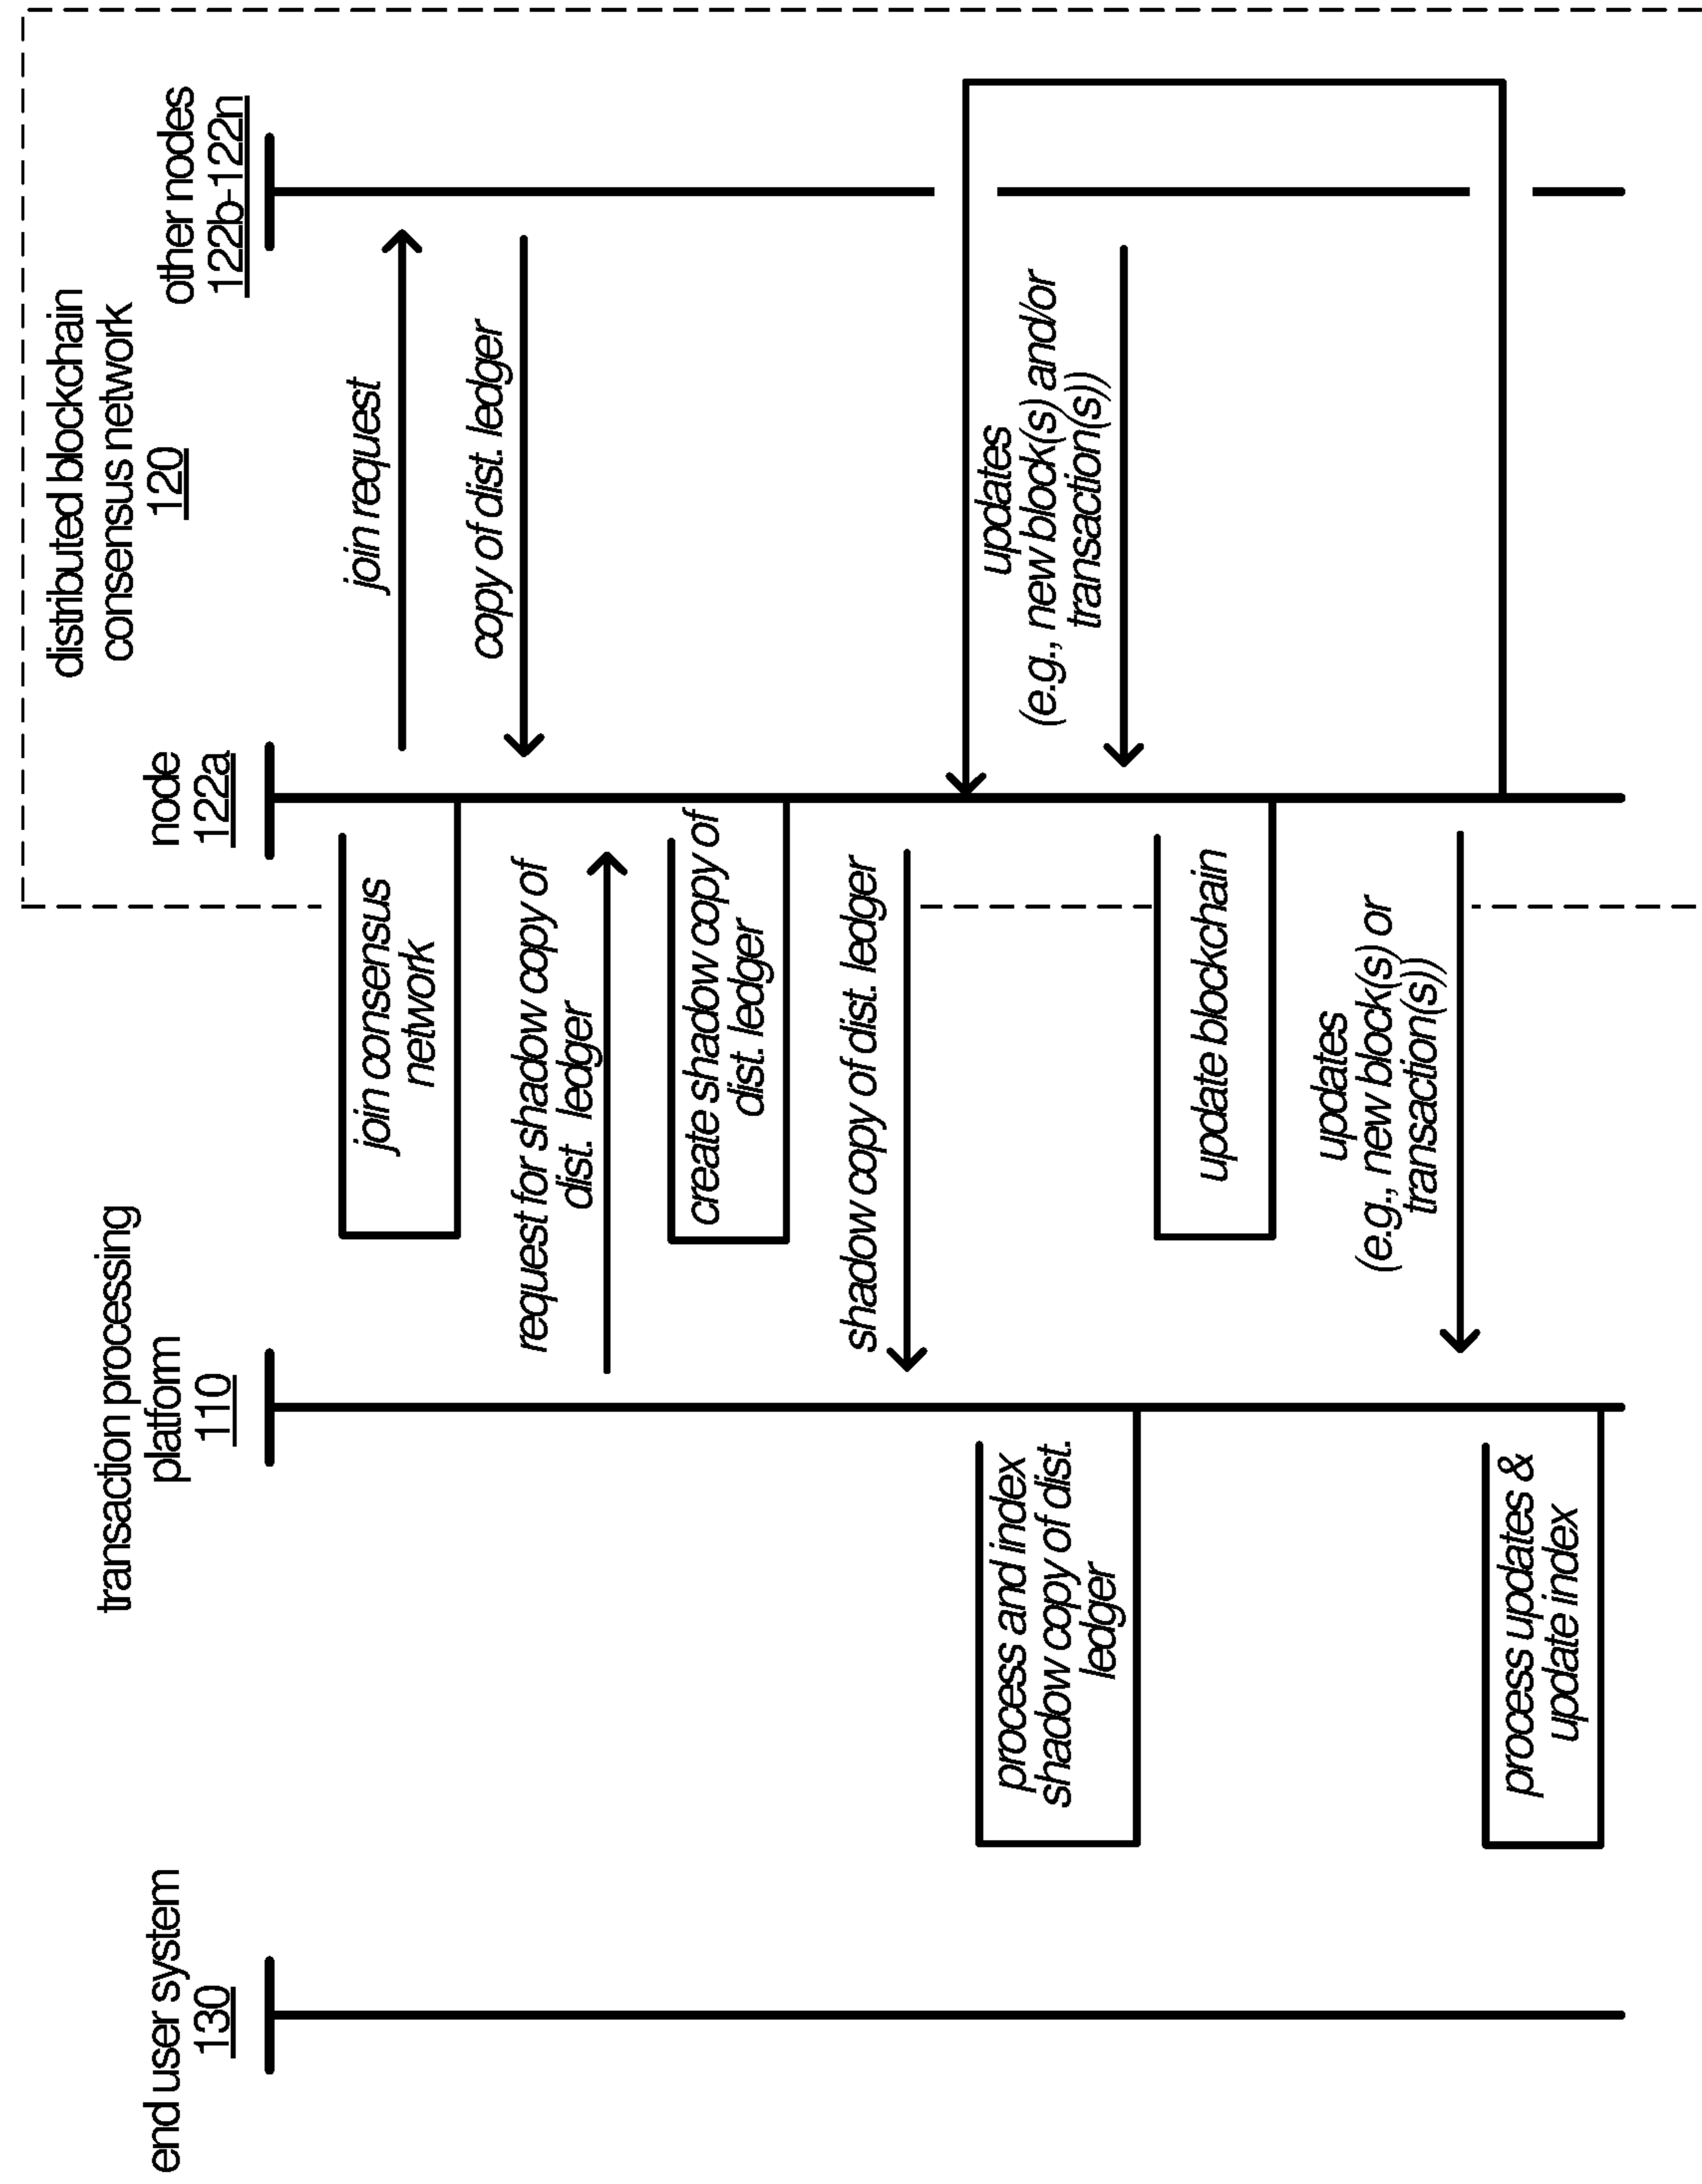 end user system
130
transaction processing
platform
110
node
122a
distributed blockchain
consensus network
120
other nodes
122b-122n
join consensus
network
join request
copy of dist. ledger
request for shadow copy of
dist. ledger
create shadow copy of
dist. ledger
shadow copy of dist. ledger
process and index
shadow copy of dist.
ledger
updates
(e.g., new block(s) and/or
transaction(s))
update blockchain
updates
(e.g., new block(s) or
transaction(s))
process updates &
update index